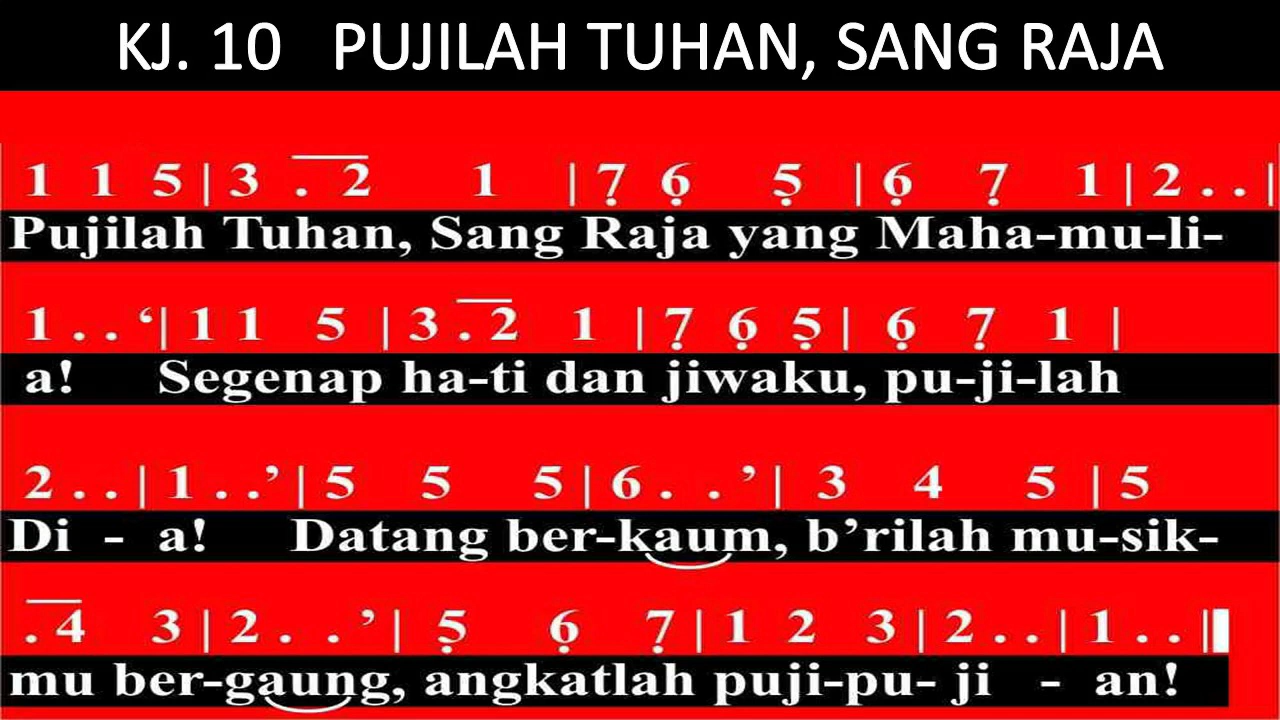 KJ. 10 PUJILAH TUHAN, SANG RAJA
1 1 5 | 3 . 2 1 | 7̣ 6̣ 5̣ | 6̣ 7̣ 1 | 2 . . |
Pujilah Tuhan, Sang Raja yang Maha-mu-li-
1 . . ‘| 1 1 5 | 3 . 2 1 | 7̣ 6̣ 5̣ | 6̣ 7̣ 1 |
a! Segenap ha-ti dan jiwaku, pu-ji-lah
2 . . | 1 . .’ | 5 5 5 | 6 . . ’ | 3 4 5 | 5
Di - a! Datang ber-kaum, b’rilah mu-sik-
. 4 3 | 2 . . ’ | 5̣ 6̣ 7̣ | 1 2 3 | 2 . . | 1 . . ||
mu ber-gaung, angkatlah puji-pu- ji - an!